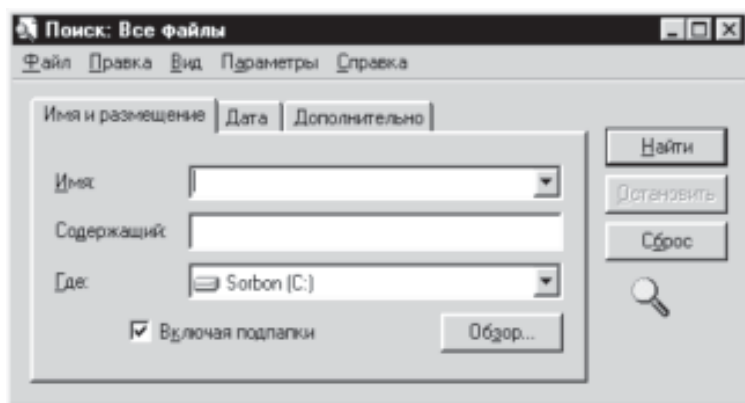 Поиск: Все файлы
Файл Правка Вид Параметры Справка
Имя и размещение Дата Дополнительно
Найти
Имя:
Остановить
Содержащий:
Сброс
Где: Sorbon (C:)
Включая подпапки Обзор...